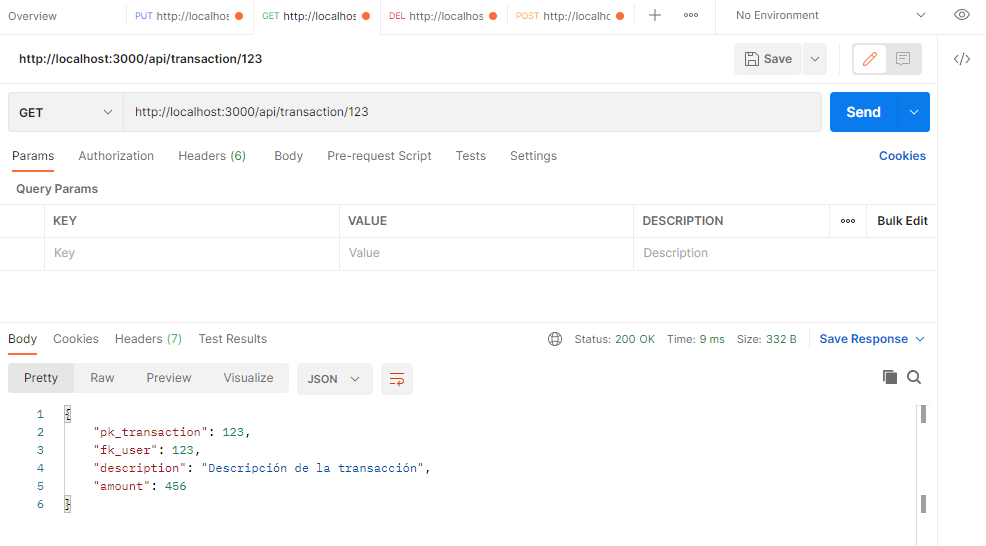 Overview PUT http://localhos GET http://localhos DEL http://localhos POST http://localhc No Environment
http://localhost:3000/api/transaction/123 Save
GET http://localhost:3000/api/transaction/123 Send
Params Authorization Headers (6) Body Pre-request Script Tests Settings Cookies
Query Params
KEY VALUE DESCRIPTION Bulk Edit
Key Value Description
Body Cookies Headers (7) Test Results Status: 200 OK Time: 9 ms Size: 332 B Save Response
Pretty Raw Preview Visualize JSON
1 {
2 "pk_transaction": 123,
3 "fk_user": 123,
4 "description": "Descripción de la transacción",
5 "amount": 456
6 }